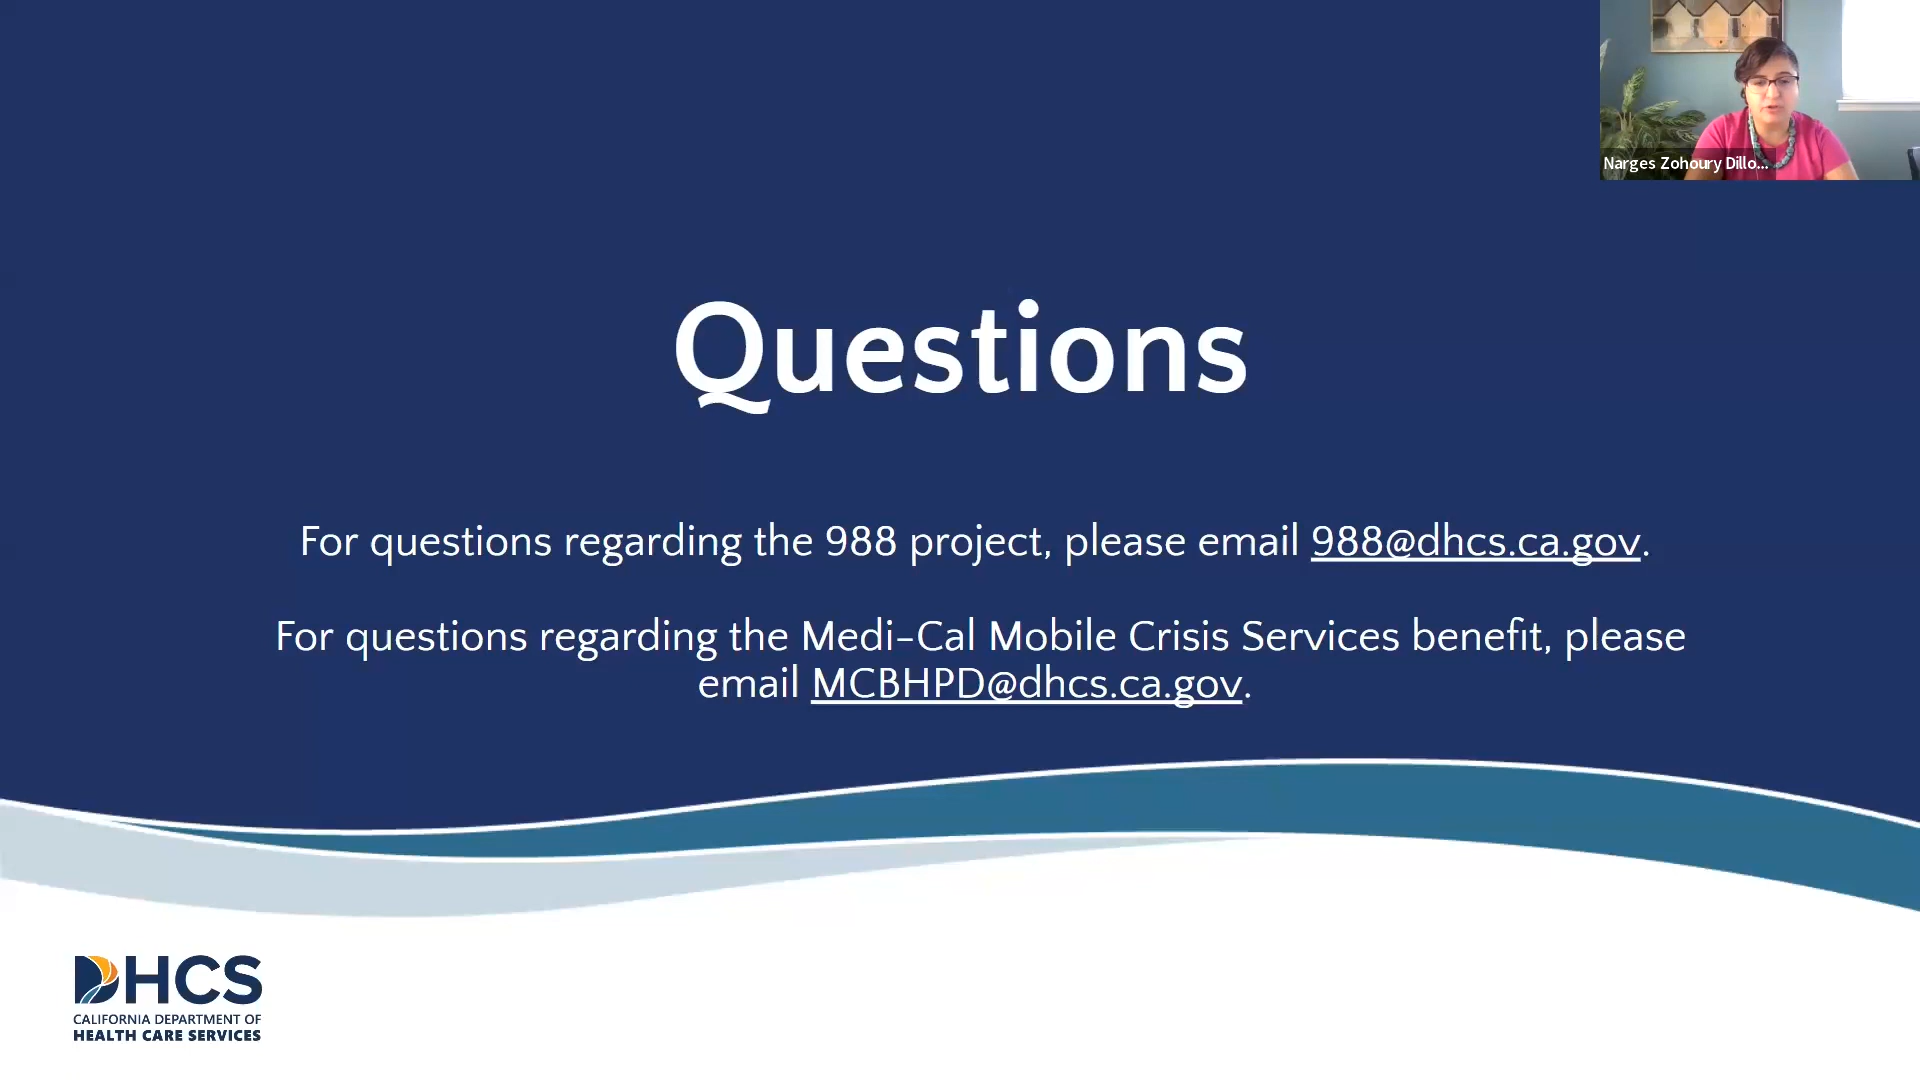 Narges Zohoury Dillo...
Questions
For questions regarding the 988 project, please email 988@dhcs.ca.gov.
For questions regarding the Medi-Cal Mobile Crisis Services benefit, please
email MCBHPD@dhcs.ca.gov.
DHCS
CALIFORNIA DEPARTMENT OF
HEALTH CARE SERVICES